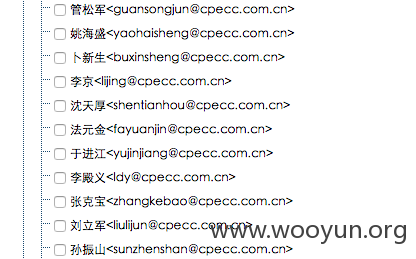 管松军<guansongjun@cpecc.com.cn>
姚海盛<yaohaisheng@cpecc.com.cn>
卜新生<buxinsheng@cpecc.com.cn>
李京<lijing@cpecc.com.cn>
沈天厚<shentianhou@cpecc.com.cn>
法元金<fayuanjin@cpecc.com.cn>
于进江<yujinjiang@cpecc.com.cn>
李殿义<ldy@cpecc.com.cn>
张克宝<zhangkebao@cpecc.com.cn>
刘立军<liulijun@cpecc.com.cn>
www.wooyun.org
孙振山<sunzhenshan@cpecc.com.cn>